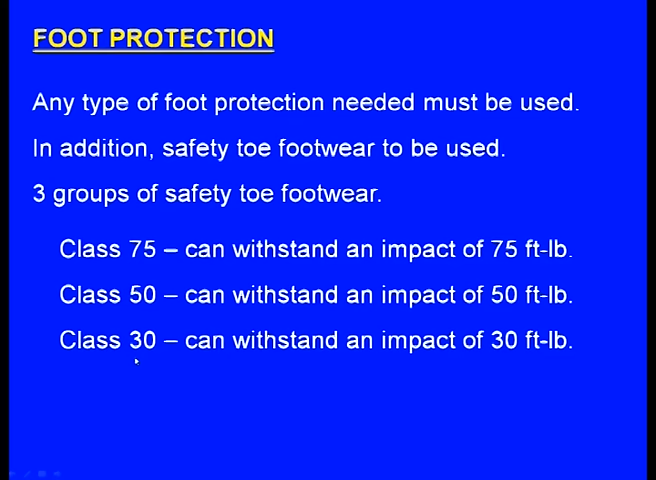 FOOT PROTECTION
Any type of foot protection needed must be used.
In addition, safety toe footwear to be used.
3 groups of safety toe footwear.
Class 75 – can withstand an impact of 75 ft-lb.
Class 50 – can withstand an impact of 50 ft-lb.
Class 30 – can withstand an impact of 30 ft-lb.